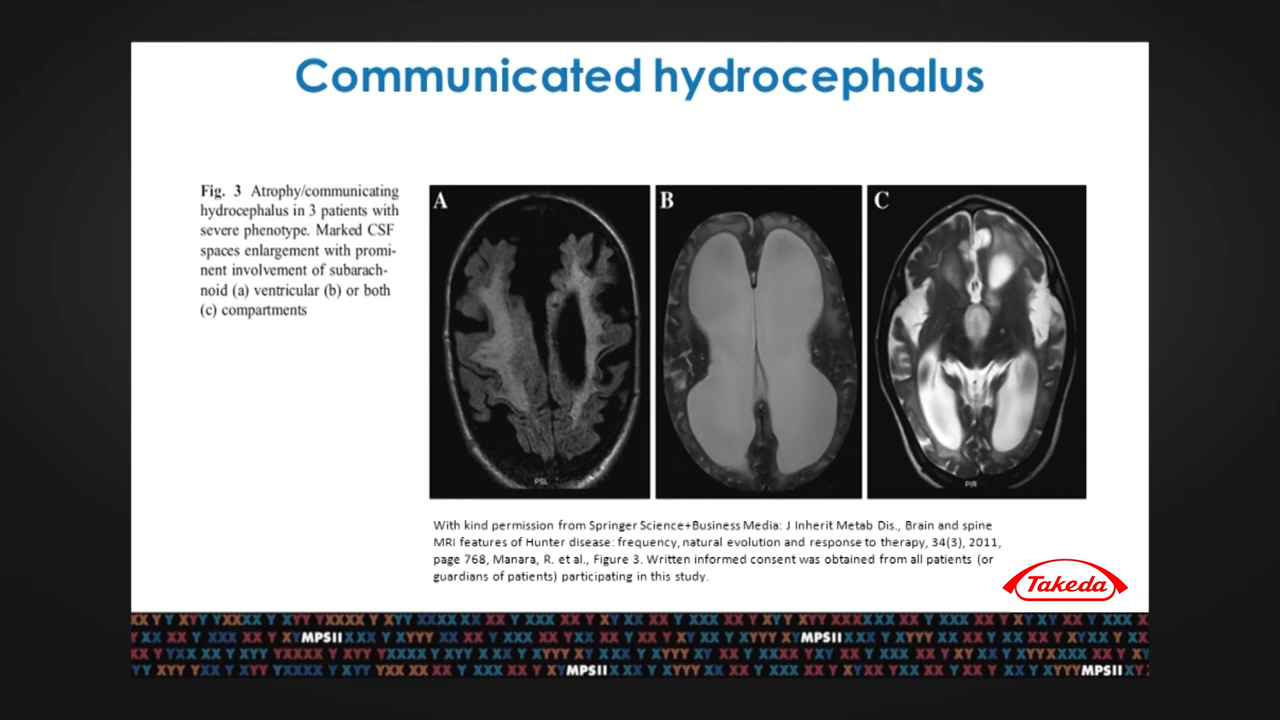 Communicated hydrocephalus
Fig. 3 Atrophy/communicating
hydrocephalus in 3 patients with
severe phenotype. Marked CSF
spaces enlargement with promi-
nent involvement of subarach-
noid (a) ventricular (b) or both
(c) compartments
A
B
C
PSL
PIR
With kind permission from Springer Science+Business Media: J Inherit Metab Dis., Brain and spine
MRI features of Hunter disease: frequency, natural evolution and response to therapy, 34(3), 2011,
page 768, Manara, R. et al., Figure 3. Written informed consent was obtained from all patients (or
guardians of patients) participating in this study.
Takeda
MPSII
MPSII
MPSII
MPSII